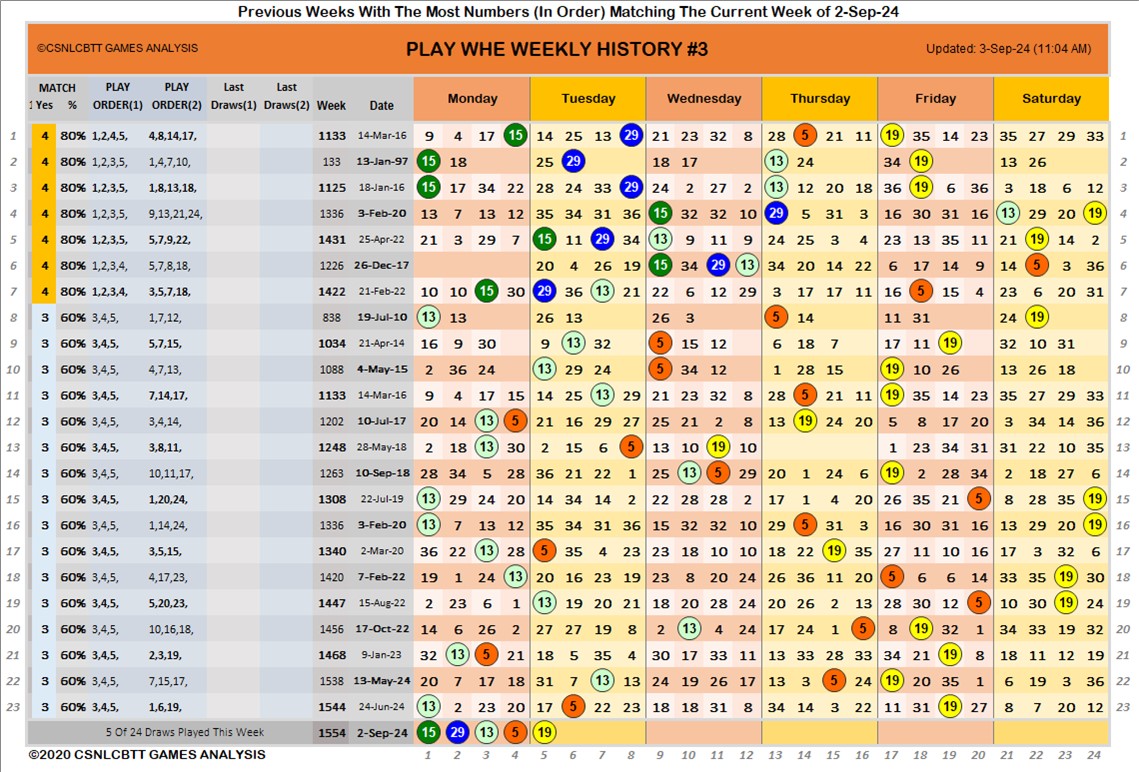 Previous Weeks With The Most Numbers (In Order) Matching The Current Week of 2-Sep-24
©CSNLCBTT GAMES ANALYSIS PLAY WHE WEEKLY HISTORY #3 Updated: 3-Sep-24 (11:04 AM)
MATCH PLAY PLAY Last Last
1 Yes % ORDER(1) ORDER(2) Draws(1) Draws(2) Week Date Monday Tuesday Wednesday Thursday Friday Saturday
1 4 80% 1,2,4,5, 4,8,14,17, 1133 14-Mar-16 9 4 17 15 14 25 13 29 21 23 32 8 28 5 21 11 19 35 14 23 35 27 29 33 1
2 4 80% 1,2,3,5, 1,4,7,10, 133 13-Jan-97 15 18 25 29 18 17 13 24 34 19 13 26 2
3 4 80% 1,2,3,5, 1,8,13,18, 1125 18-Jan-16 15 17 34 22 28 24 33 29 24 2 27 2 13 12 20 18 36 19 6 36 3 18 6 12 3
4 4 80% 1,2,3,5, 9,13,21,24, 1336 3-Feb-20 13 7 13 12 35 34 31 36 15 32 32 10 29 5 31 3 16 30 31 16 13 29 20 19 4
5 4 80% 1,2,3,5, 5,7,9,22, 1431 25-Apr-22 21 3 29 7 15 11 29 34 13 9 11 9 24 25 3 4 23 13 35 11 21 19 14 2 5
6 4 80% 1,2,3,4, 5,7,8,18, 1226 26-Dec-17 20 4 26 19 15 34 29 13 34 20 14 22 6 17 14 9 14 5 3 36 6
7 4 80% 1,2,3,4, 3,5,7,18, 1422 21-Feb-22 10 10 15 30 29 36 13 21 22 6 12 29 3 17 17 11 16 5 15 4 23 6 20 31 7
8 3 60% 3,4,5, 1,7,12, 838 19-Jul-10 13 13 26 13 26 3 5 14 11 31 24 19 8
9 3 60% 3,4,5, 5,7,15, 1034 21-Apr-14 16 9 30 9 13 32 5 15 12 6 18 7 17 11 19 32 10 31 9
10 3 60% 3,4,5, 4,7,13, 1088 4-May-15 2 36 24 13 29 24 5 34 12 1 28 15 19 10 26 13 26 18 10
11 3 60% 3,4,5, 7,14,17, 1133 14-Mar-16 9 4 17 15 14 25 13 29 21 23 32 8 28 5 21 11 19 35 14 23 35 27 29 33 11
12 3 60% 3,4,5, 3,4,14, 1202 10-Jul-17 20 14 13 5 21 16 29 27 25 21 2 8 13 19 24 20 5 8 17 20 3 34 14 36 12
13 3 60% 3,4,5, 3,8,11, 1248 28-May-18 2 18 13 30 2 15 6 5 13 10 19 10 1 23 34 31 31 22 10 35 13
14 3 60% 3,4,5, 10,11,17, 1263 10-Sep-18 28 34 5 28 36 21 22 1 26 13 5 29 20 1 24 6 19 2 28 34 2 18 27 6 14
15 3 60% 3,4,5, 1,20,24, 1308 22-Jul-19 13 29 24 20 14 34 14 2 22 28 28 2 17 1 4 20 26 35 21 5 8 28 35 19 15
16 3 60% 3,4,5, 1,14,24, 1336 3-Feb-20 13 7 13 12 35 34 31 36 15 32 32 10 29 5 31 3 16 30 31 16 13 29 20 19 16
17 3 60% 3,4,5, 3,5,15, 1340 2-Mar-20 36 22 13 28 5 35 4 23 23 18 10 10 18 22 19 35 27 11 10 16 17 3 32 6 17
18 3 60% 3,4,5, 4,17,23, 1420 7-Feb-22 19 1 24 13 20 16 23 19 23 8 20 24 26 36 11 20 5 6 6 14 33 35 19 30 18
19 3 60% 3,4,5, 5,20,23, 1447 15-Aug-22 2 23 6 1 13 19 20 21 18 20 28 24 20 26 2 13 28 30 12 5 10 30 19 24 19
20 3 60% 3,4,5, 10,16,18, 1456 17-Oct-22 14 6 26 2 27 27 19 8 2 13 4 24 17 24 1 5 8 19 32 1 34 33 19 32 20
21 3 60% 3,4,5, 2,3,19, 1468 9-Jan-23 32 13 5 21 18 5 35 4 30 17 33 11 13 33 28 33 34 21 19 8 18 11 12 19 21
22 3 60% 3,4,5, 7,15,17, 1538 13-May-24 20 7 17 18 31 7 13 13 24 19 26 17 13 3 5 24 19 20 35 1 6 19 3 36 22
23 3 60% 3,4,5, 1,6,19, 1544 24-Jun-24 13 2 23 20 17 5 22 23 18 18 31 8 34 14 3 22 11 31 19 27 8 7 20 12 23
5 Of 24 Draws Played This Week 1554 2-Sep-24 15 29 13 5 19
©2020 CSNLCBTT GAMES ANALYSIS 1 2 3 4 5 6 7 8 9 10 11 12 13 14 15 16 17 18 19 20 21 22 23 24